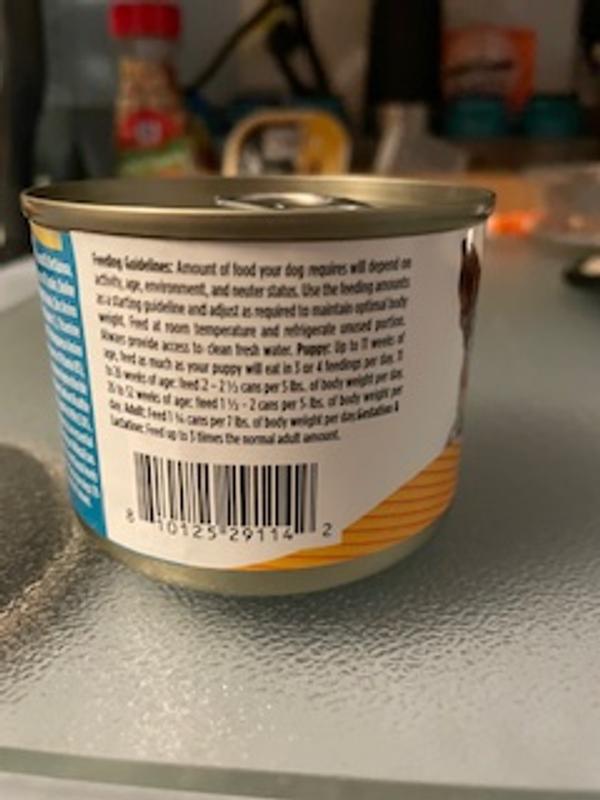 Feeding Guidelines: Amount of food your dog requires will depend on
activity, age, environment, and neuter status. Use the feeding amounts
as a starting guideline and adjust as required to maintain optimal body
weight. Feed at room temperature and refrigerate unused portion.
Always provide access to clean fresh water. Puppy: Up to 11 weeks of
age, feed as much as your puppy will eat in 3 or 4 feedings per day. 11
to 26 weeks of age: feed 2 - 2 ½ cans per 5 lbs. of body weight per day.
26 to 52 weeks of age: feed 1 ½ - 2 cans per 5 lbs. of body weight per
day. Adult: Feed 1 ¼ cans per 7 lbs. of body weight per day. Gestation &
Lactation: Feed up to 3 times the normal adult amount.
8 10125 29114 2